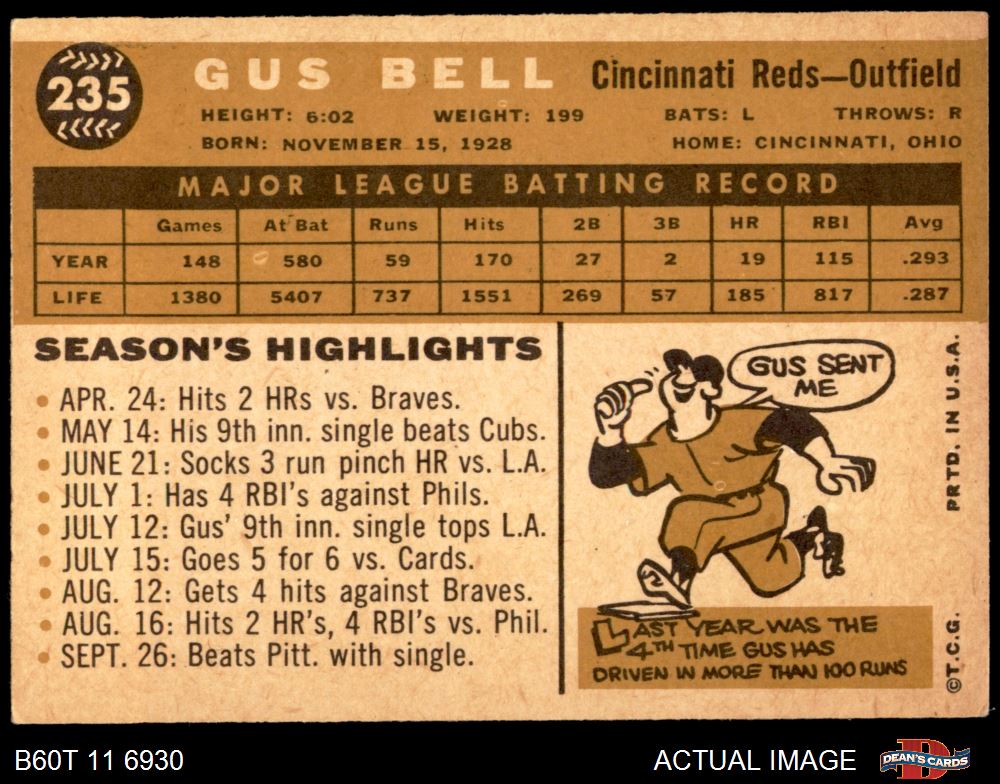 235
GUS BELL Cincinnati Reds—Outfield
HEIGHT: 6:02 WEIGHT: 199 BATS: L THROWS: R
BORN: NOVEMBER 15, 1928 HOME: CINCINNATI, OHIO
MAJOR LEAGUE BATTING RECORD
Games At Bat Runs Hits 2B 3B HR RBI Avg
YEAR 148 580 59 170 27 2 19 115 .293
LIFE 1380 5407 737 1551 269 57 185 817 .287
SEASON'S HIGHLIGHTS
• APR. 24: Hits 2 HRs vs. Braves.
• MAY 14: His 9th inn. single beats Cubs.
• JUNE 21: Socks 3 run pinch HR vs. L.A.
• JULY 1: Has 4 RBI's against Phils.
• JULY 12: Gus' 9th inn. single tops L.A.
• JULY 15: Goes 5 for 6 vs. Cards.
• AUG. 12: Gets 4 hits against Braves.
• AUG. 16: Hits 2 HR's, 4 RBI's vs. Phil.
• SEPT. 26: Beats Pitt. with single.
GUS SENT
ME
LAST YEAR WAS THE
4TH TIME GUS HAS
DRIVEN IN MORE THAN 100 RUNS
©T.C.G. PRTD. IN U.S.A.
B60T 11 6930 ACTUAL IMAGE DEAN'S CARDS